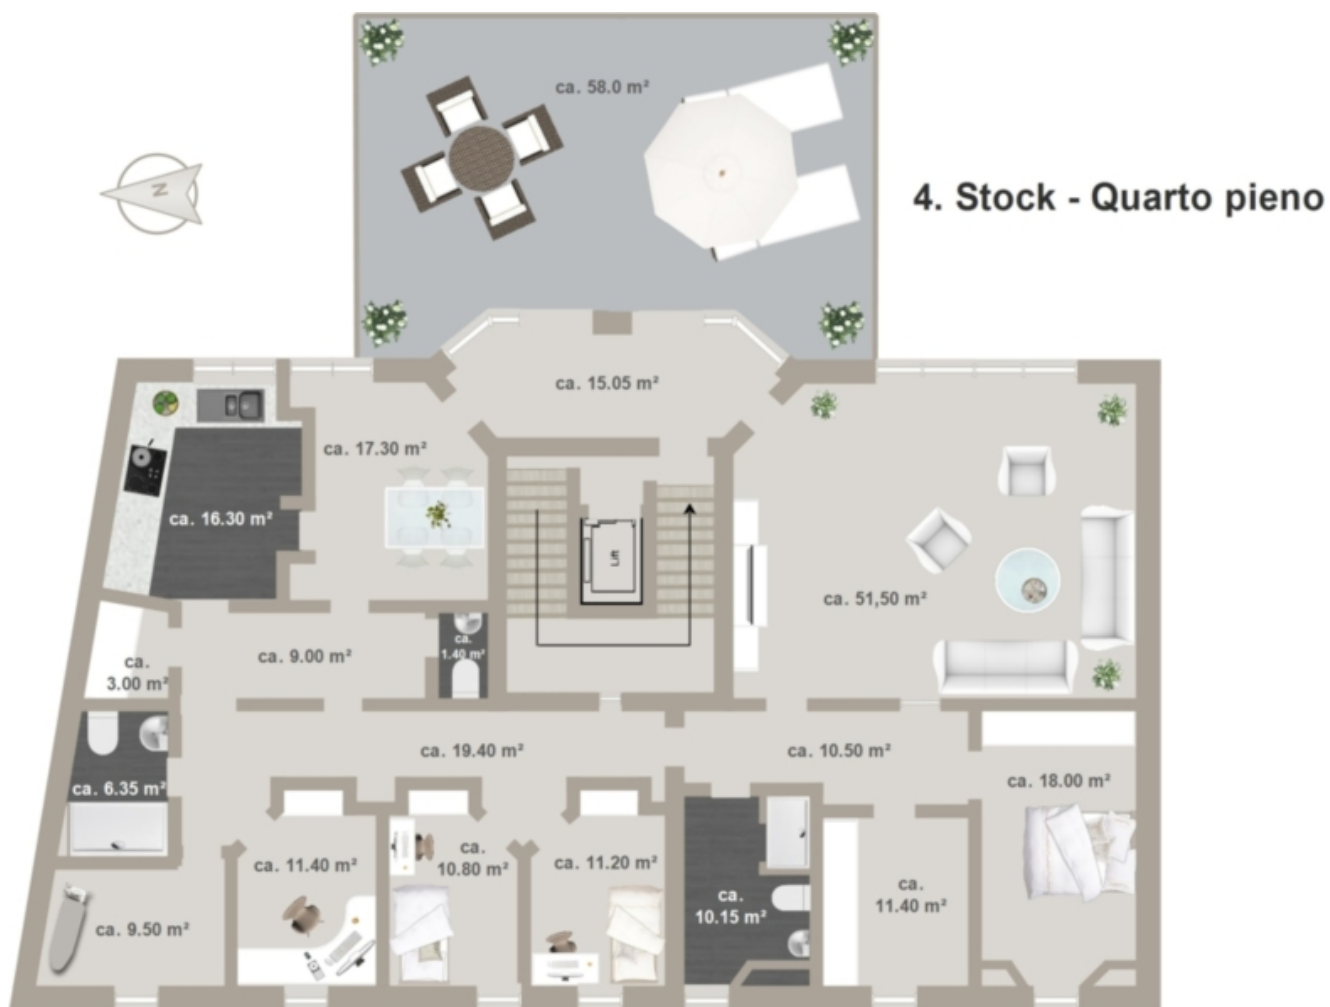 ca. 58.0 m²
N
4. Stock - Quarto pieno
ca. 15.05 m²
ca. 17.30 m²
ca. 16.30 m²
Lift
ca. 51,50 m²
ca.
1.40 m²
ca. 9.00 m²
ca.
3.00 m²
ca. 19.40 m²
ca. 10.50 m²
ca. 6.35 m²
ca. 18.00 m²
ca. 11.40 m²
ca.
10.80 m²
ca. 11.20 m²
ca.
10.15 m²
ca.
11.40 m²
ca. 9.50 m²